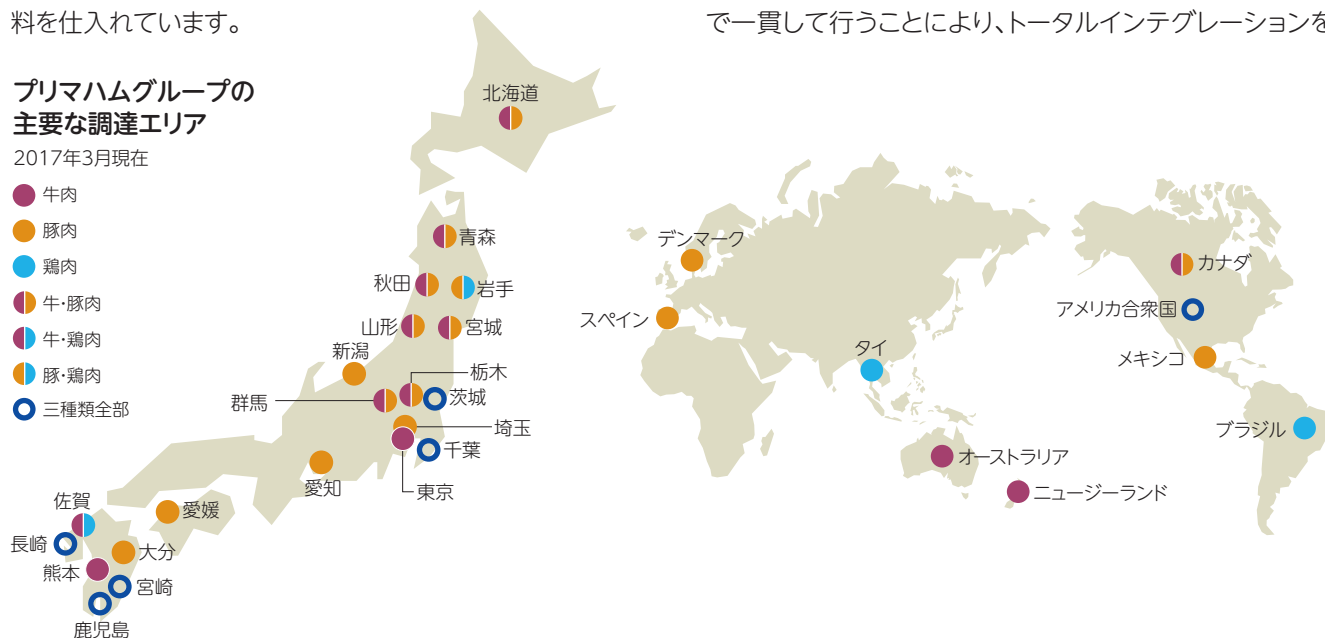 料を仕入れています。
で一貫して行うことにより、トータルインテグレーションを
プリマハムグループの
主要な調達エリア
2017年3月現在
牛肉
豚肉
鶏肉
牛・豚肉
牛・鶏肉
豚・鶏肉
三種類全部
北海道
青森
秋田
岩手
山形
宮城
新潟
栃木
群馬
茨城
埼玉
千葉
愛知
東京
佐賀
愛媛
長崎
大分
熊本
宮崎
鹿児島
デンマーク
スペイン
タイ
オーストラリア
ニュージーランド
カナダ
アメリカ合衆国
メキシコ
ブラジル